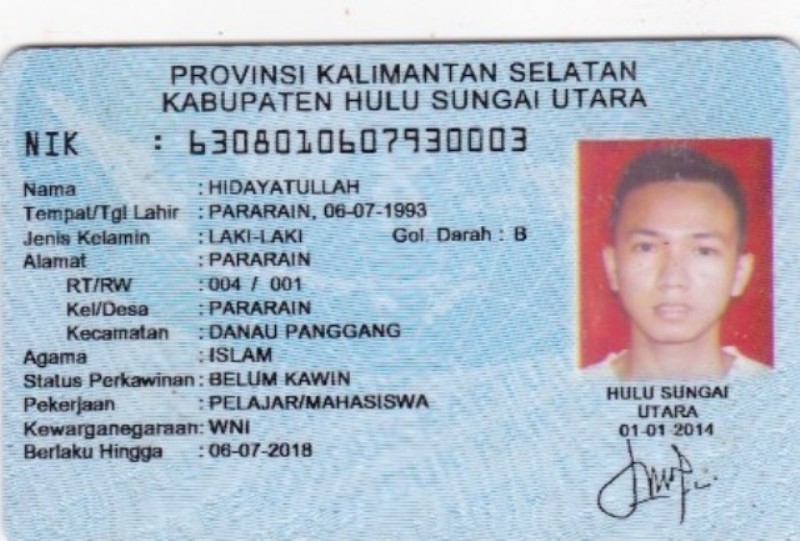 PROVINSI KALIMANTAN SELATAN
KABUPATEN HULU SUNGAI UTARA
NIK : 6308010607930003
Nama : HIDAYATULLAH
Tempat/Tgl Lahir : PARARAIN, 06-07-1993
Jenis Kelamin : LAKI-LAKI Gol. Darah : B
Alamat : PARARAIN
RT/RW : 004 / 001
Kel/Desa : PARARAIN
Kecamatan : DANAU PANGGANG
Agama : ISLAM
Status Perkawinan : BELUM KAWIN
Pekerjaan : PELAJAR/MAHASISWA
Kewarganegaraan: WNI
Berlaku Hingga : 06-07-2018
HULU SUNGAI
UTARA
01-01-2014